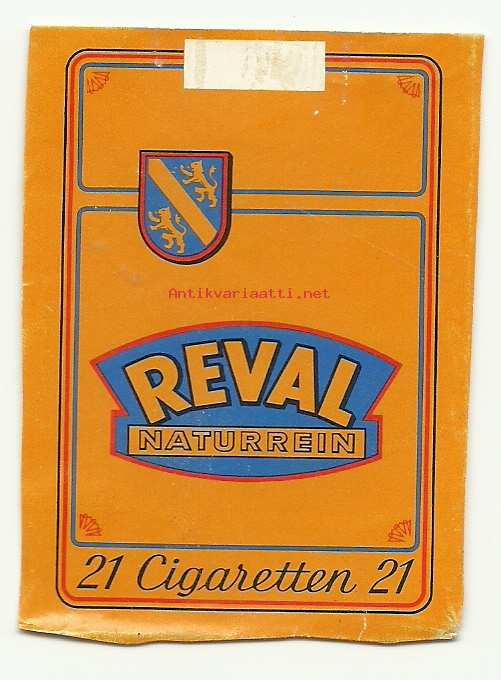 Antikvariaatti.net
REVAL
NATURREIN
21 Cigaretten 21